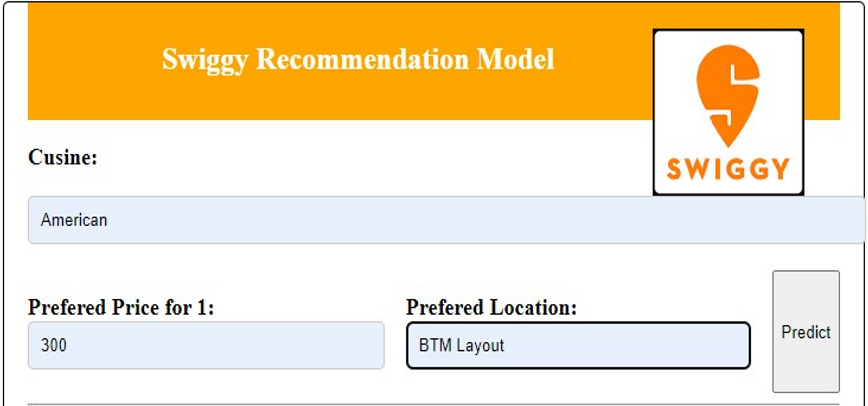 Swiggy Recommendation Model
SWIGGY
Cusine:
American
Prefered Price for 1:
300
Prefered Location:
BTM Layout
Predict